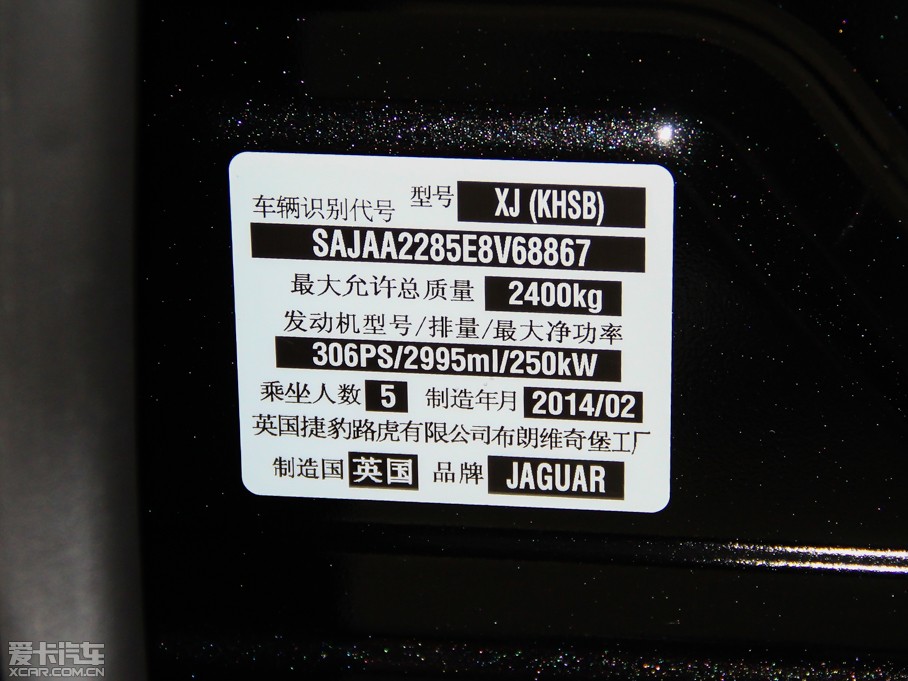 型号 XJ (KHSB)
车辆识别代号
SAJAA2285E8V68867
最大允许总质量 2400kg
发动机型号/排量/最大净功率
306PS/2995ml/250kW
乘坐人数 5 制造年月 2014/02
英国捷豹路虎有限公司布朗维奇堡工厂
制造国 英国 品牌 JAGUAR
爱卡汽车
XCAR.COM.CN